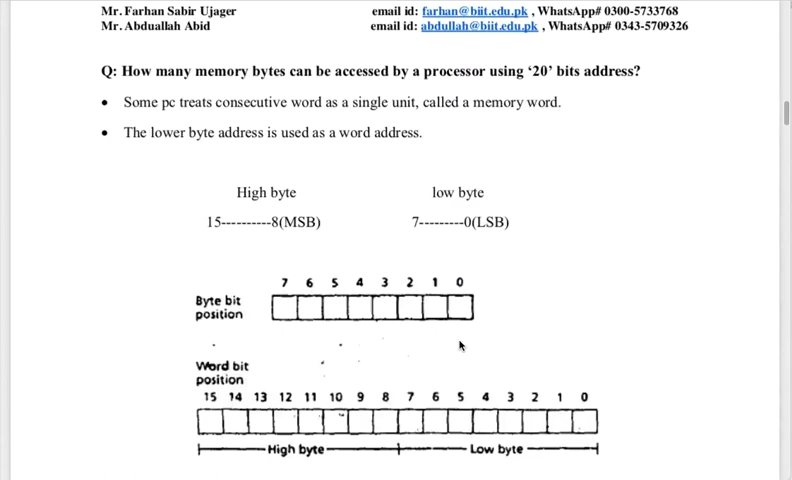 Mr. Farhan Sabir Ujager email id: farhan@biit.edu.pk , WhatsApp# 0300-5733768
Mr. Abduallah Abid email id: abdullah@biit.edu.pk , WhatsApp# 0343-5709326
Q: How many memory bytes can be accessed by a processor using ‘20’ bits address?
• Some pc treats consecutive word as a single unit, called a memory word.
• The lower byte address is used as a word address.
High byte low byte
15----------8(MSB) 7---------0(LSB)
7 6 5 4 3 2 1 0
Byte bit
position
Word bit
position
15 14 13 12 11 10 9 8 7 6 5 4 3 2 1 0
High byte Low byte